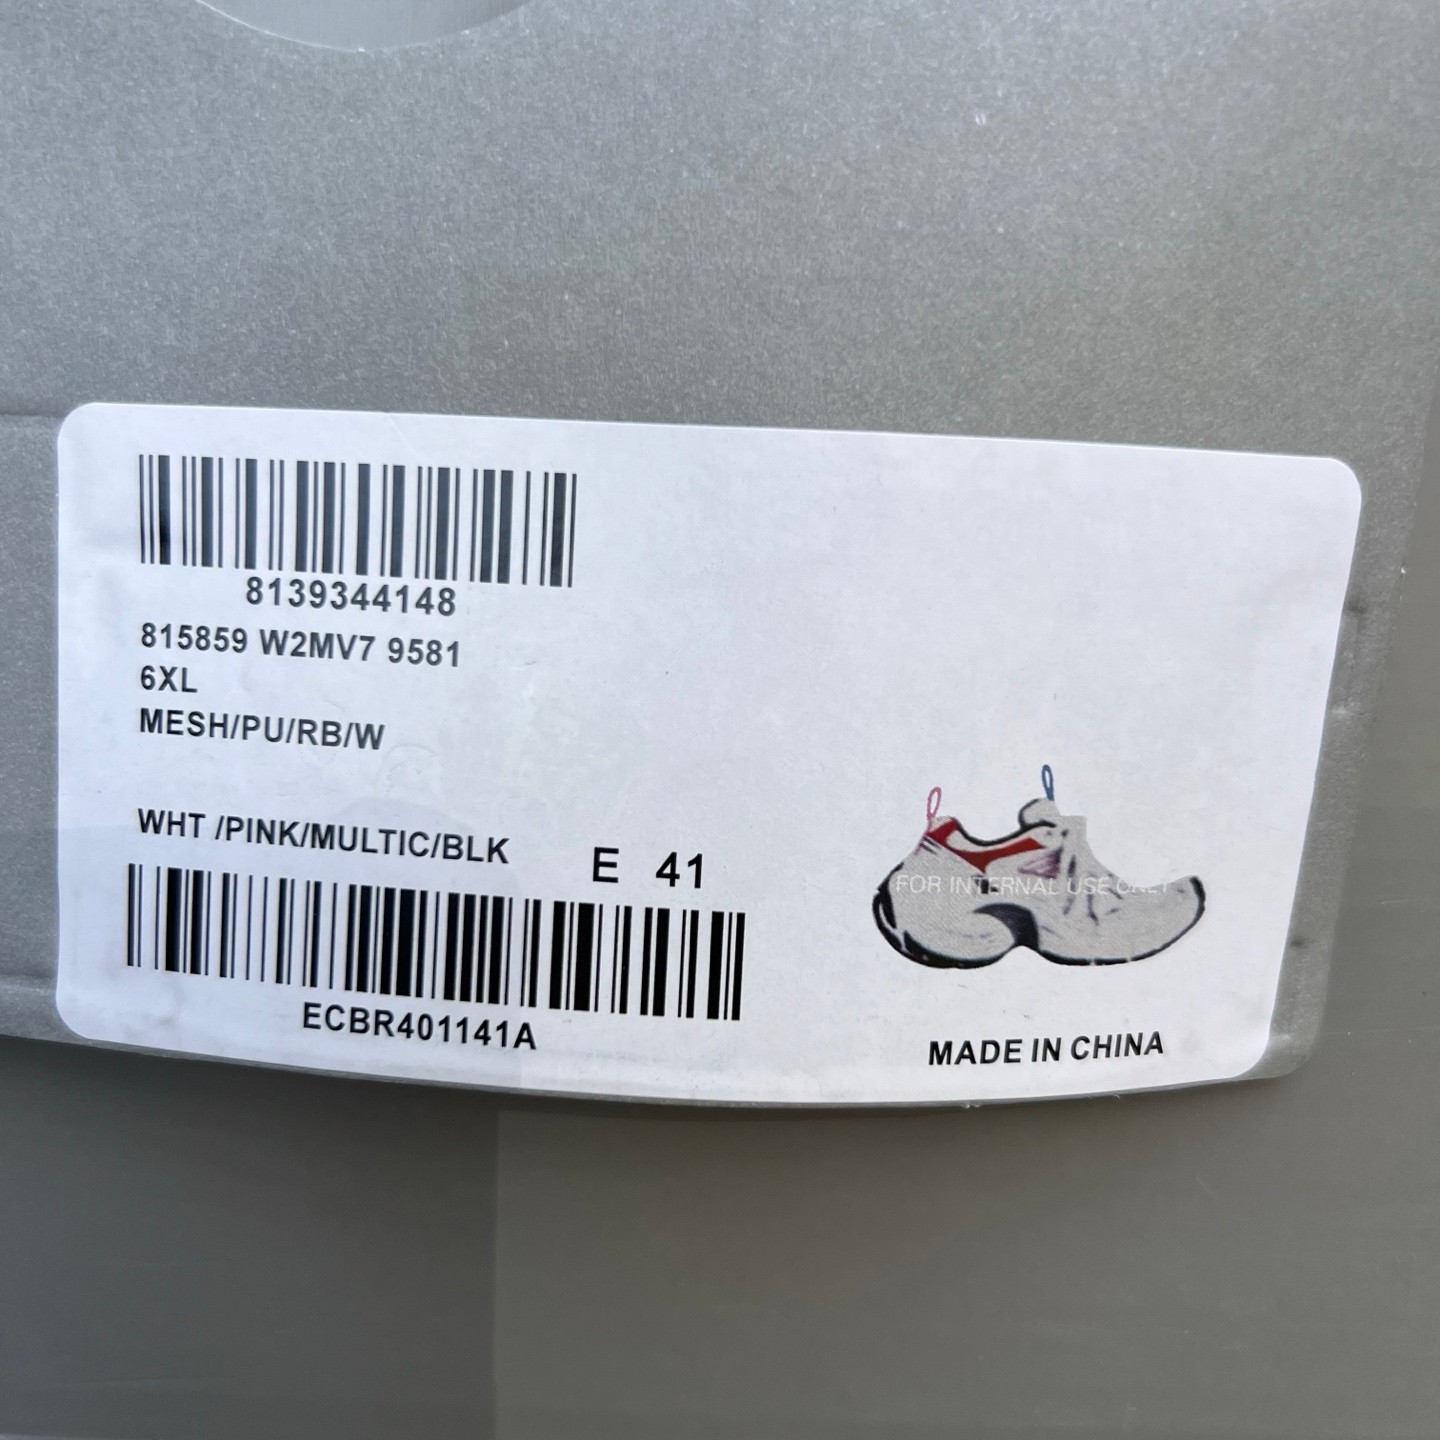 8139344148
815859 W2MV7 9581
6XL
MESH/PU/RB/W
WHT /PINK/MULTIC/BLK
E 41
ECBR401141A
FOR INTERNAL USE ONLY
MADE IN CHINA